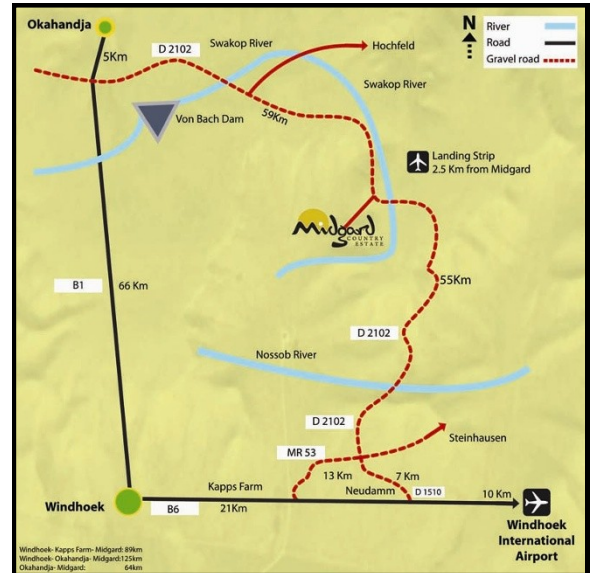 Okahandja
5Km
D 2102
Swakop River
Hochfeld
N
River
Road
Gravel road
Swakop River
Von Bach Dam
59Km
Landing Strip
2.5 Km from Midgard
Midgard
COUNTRY
ESTATE
B1
66 Km
55Km
D 2102
Nossob River
D 2102
Steinhausen
MR 53
13 Km
7 Km
Kapps Farm
Neudamm
D 1510
10 Km
Windhoek
B6
21Km
Windhoek
International
Airport
Windhoek- Kapps Farm- Midgard: 89km
Windhoek- Okahandja- Midgard:125km
Okahandja- Midgard: 64km